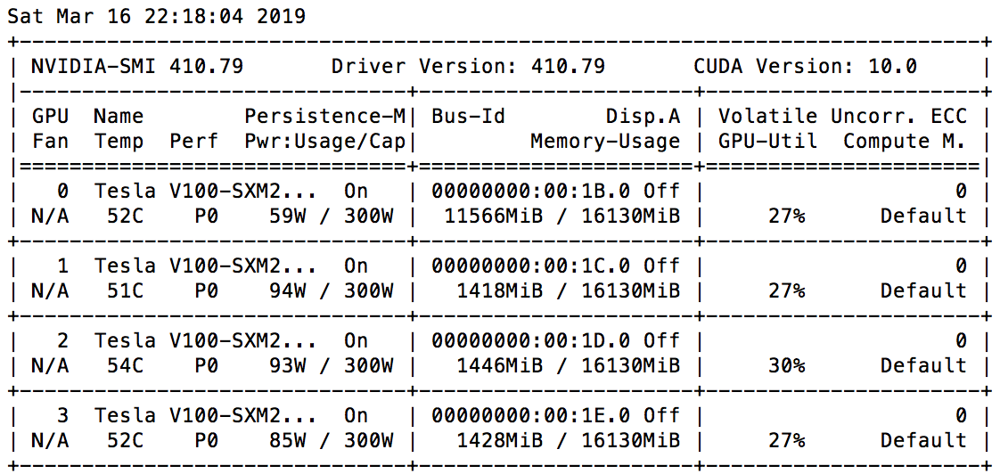 Sat Mar 16 22:18:04 2019
+-----------------------------------------------------------------------------+
| NVIDIA-SMI 410.79       Driver Version: 410.79       CUDA Version: 10.0     |
|-------------------------------+----------------------+----------------------+
| GPU  Name        Persistence-M| Bus-Id        Disp.A | Volatile Uncorr. ECC |
| Fan  Temp  Perf  Pwr:Usage/Cap|         Memory-Usage | GPU-Util  Compute M. |
|===============================+======================+======================|
|   0  Tesla V100-SXM2...  On   | 00000000:00:1B.0 Off |                    0 |
| N/A   52C    P0    59W / 300W |  11566MiB / 16130MiB |     27%      Default |
+-------------------------------+----------------------+----------------------+
|   1  Tesla V100-SXM2...  On   | 00000000:00:1C.0 Off |                    0 |
| N/A   51C    P0    94W / 300W |   1418MiB / 16130MiB |     27%      Default |
+-------------------------------+----------------------+----------------------+
|   2  Tesla V100-SXM2...  On   | 00000000:00:1D.0 Off |                    0 |
| N/A   54C    P0    93W / 300W |   1446MiB / 16130MiB |     30%      Default |
+-------------------------------+----------------------+----------------------+
|   3  Tesla V100-SXM2...  On   | 00000000:00:1E.0 Off |                    0 |
| N/A   52C    P0    85W / 300W |   1428MiB / 16130MiB |     27%      Default |
+-------------------------------+----------------------+----------------------+